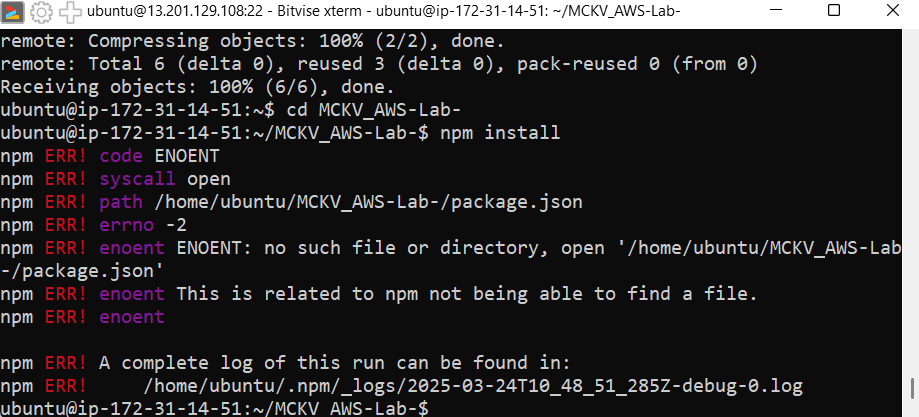 ubuntu@13.201.129.108:22 - Bitvise xterm - ubuntu@ip-172-31-14-51: ~/MCKV_AWS-Lab-
remote: Compressing objects: 100% (2/2), done.
remote: Total 6 (delta 0), reused 3 (delta 0), pack-reused 0 (from 0)
Receiving objects: 100% (6/6), done.
ubuntu@ip-172-31-14-51:~$ cd MCKV_AWS-Lab-
ubuntu@ip-172-31-14-51:~/MCKV_AWS-Lab-$ npm install
npm ERR! code ENOENT
npm ERR! syscall open
npm ERR! path /home/ubuntu/MCKV_AWS-Lab-/package.json
npm ERR! errno -2
npm ERR! enoent ENOENT: no such file or directory, open '/home/ubuntu/MCKV_AWS-Lab
-/package.json'
npm ERR! enoent This is related to npm not being able to find a file.
npm ERR! enoent
npm ERR! A complete log of this run can be found in:
npm ERR!     /home/ubuntu/.npm/_logs/2025-03-24T10_48_51_285Z-debug-0.log
ubuntu@ip-172-31-14-51:~/MCKV_AWS-Lab-$